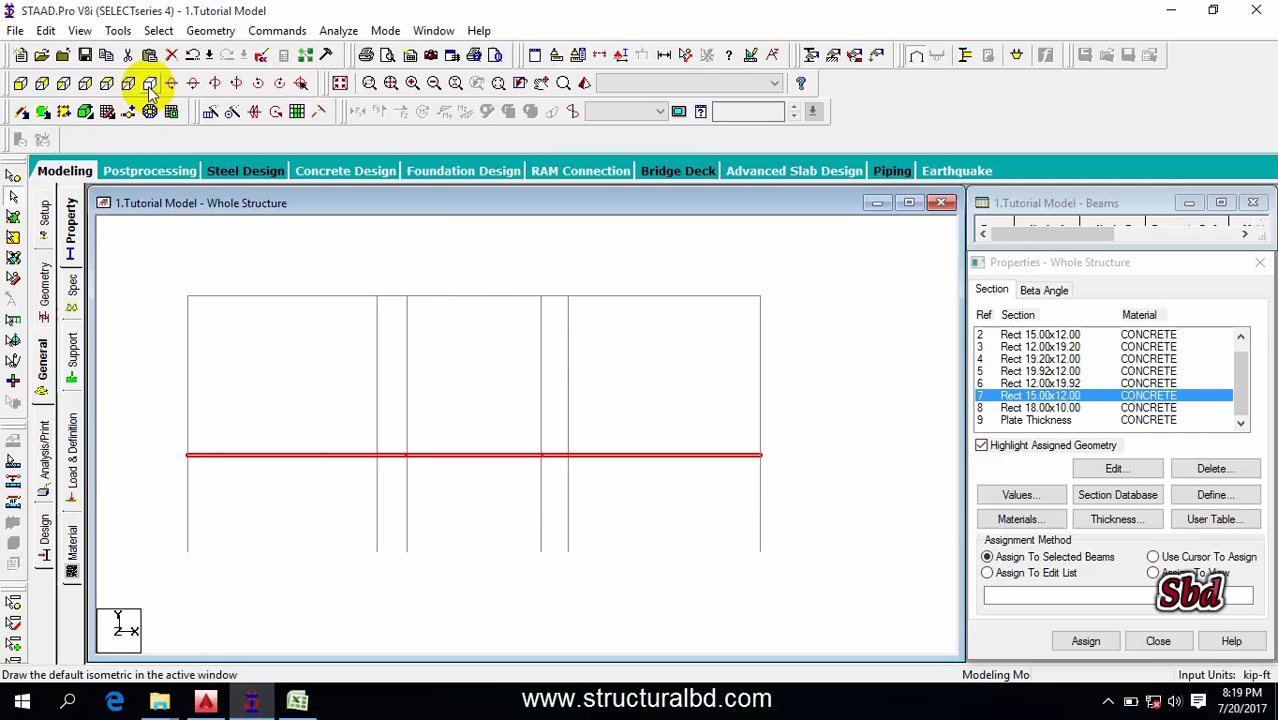 STAAD.Pro V8i (SELECTseries 4) - 1.Tutorial Model
File Edit View Tools Select Geometry Commands Analyze Mode Window Help
Modeling Postprocessing Steel Design Concrete Design Foundation Design RAM Connection Bridge Deck Advanced Slab Design Piping Earthquake
Setup
Geometry
General
Analysis/Print
Design
Property
Spec
Support
Load & Definition
Material
1.Tutorial Model - Whole Structure
Y
Z X
1.Tutorial Model - Beams
Properties - Whole Structure
Section Beta Angle
Ref Section Material
2 Rect 15.00x12.00 CONCRETE
3 Rect 12.00x19.20 CONCRETE
4 Rect 19.20x12.00 CONCRETE
5 Rect 19.92x12.00 CONCRETE
6 Rect 12.00x19.92 CONCRETE
7 Rect 15.00x12.00 CONCRETE
8 Rect 18.00x10.00 CONCRETE
9 Plate Thickness CONCRETE
Highlight Assigned Geometry
Edit... Delete...
Values... Section Database Define...
Materials... Thickness... User Table...
Assignment Method
Assign To Selected Beams Use Cursor To Assign
Assign To Edit List Assign To View
Sbd
Assign Close Help
Draw the default isometric in the active window
Modeling Mo Input Units: kip-ft
www.structuralbd.com
8:19 PM
7/20/2017